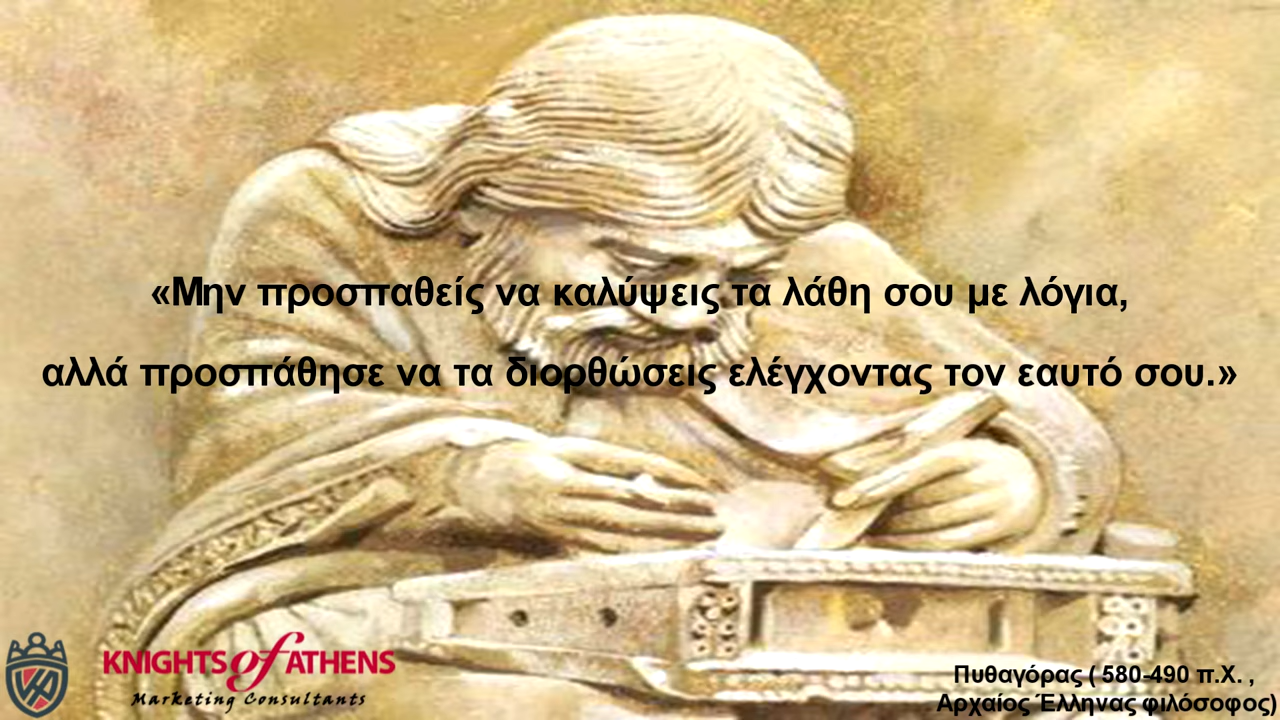 «Μην προσπαθείς να καλύψεις τα λάθη σου με λόγια,
αλλά προσπάθησε να τα διορθώσεις ελέγχοντας τον εαυτό σου.»
KNIGHTS of ATHENS
Marketing Consultants
Πυθαγόρας ( 580-490 π.Χ. ,
Αρχαίος Έλληνας φιλόσοφος)